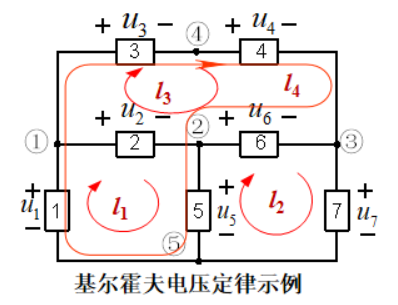 + u3 − ④ + u4 −
3 4
l3 l4
+ u2 − + u6 −
① 2 ② 6 ③
+ u1 − 1 l1 5 + u5 − l2 7 + u7 −
⑤
基尔霍夫电压定律示例